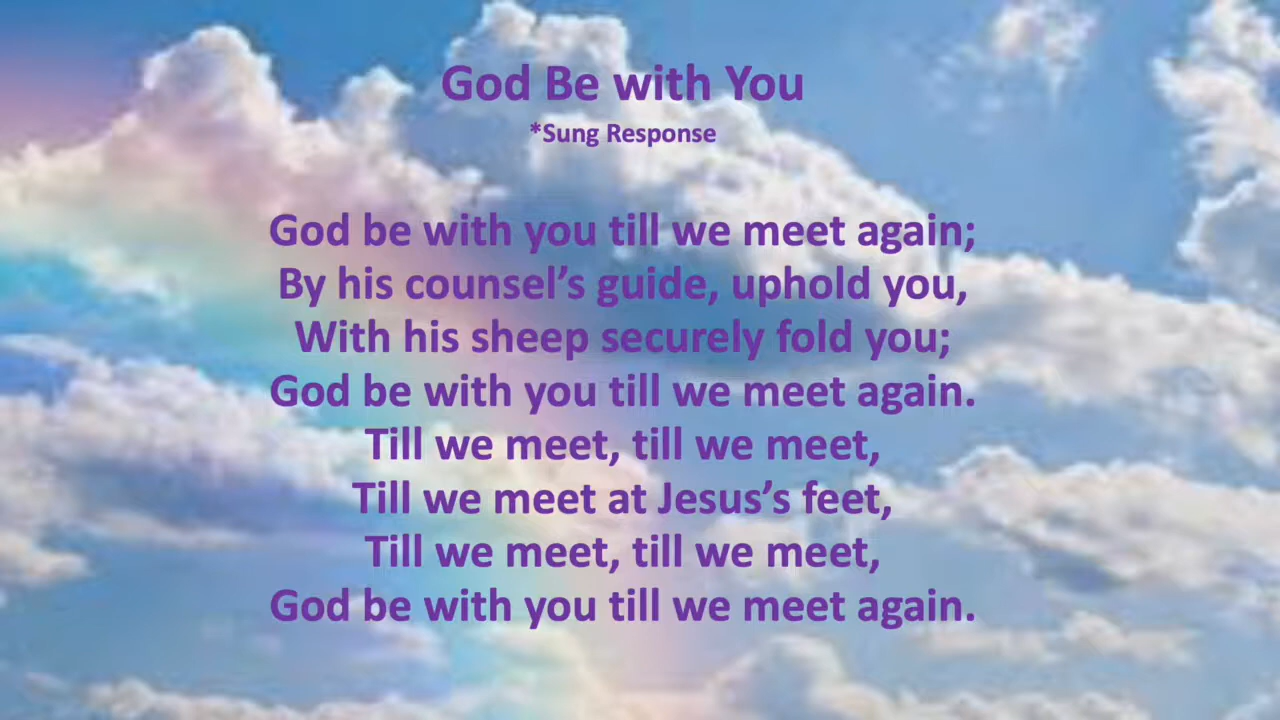 God Be with You
*Sung Response
God be with you till we meet again;
By his counsel’s guide, uphold you,
With his sheep securely fold you;
God be with you till we meet again.
Till we meet, till we meet,
Till we meet at Jesus’s feet,
Till we meet, till we meet,
God be with you till we meet again.